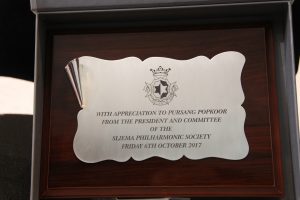 WITH APPRECIATION TO PURSANG POPKOOR
FROM THE PRESIDENT AND COMMITTEE
OF THE
SLIEMA PHILHARMONIC SOCIETY
FRIDAY 6TH OCTOBER 2017